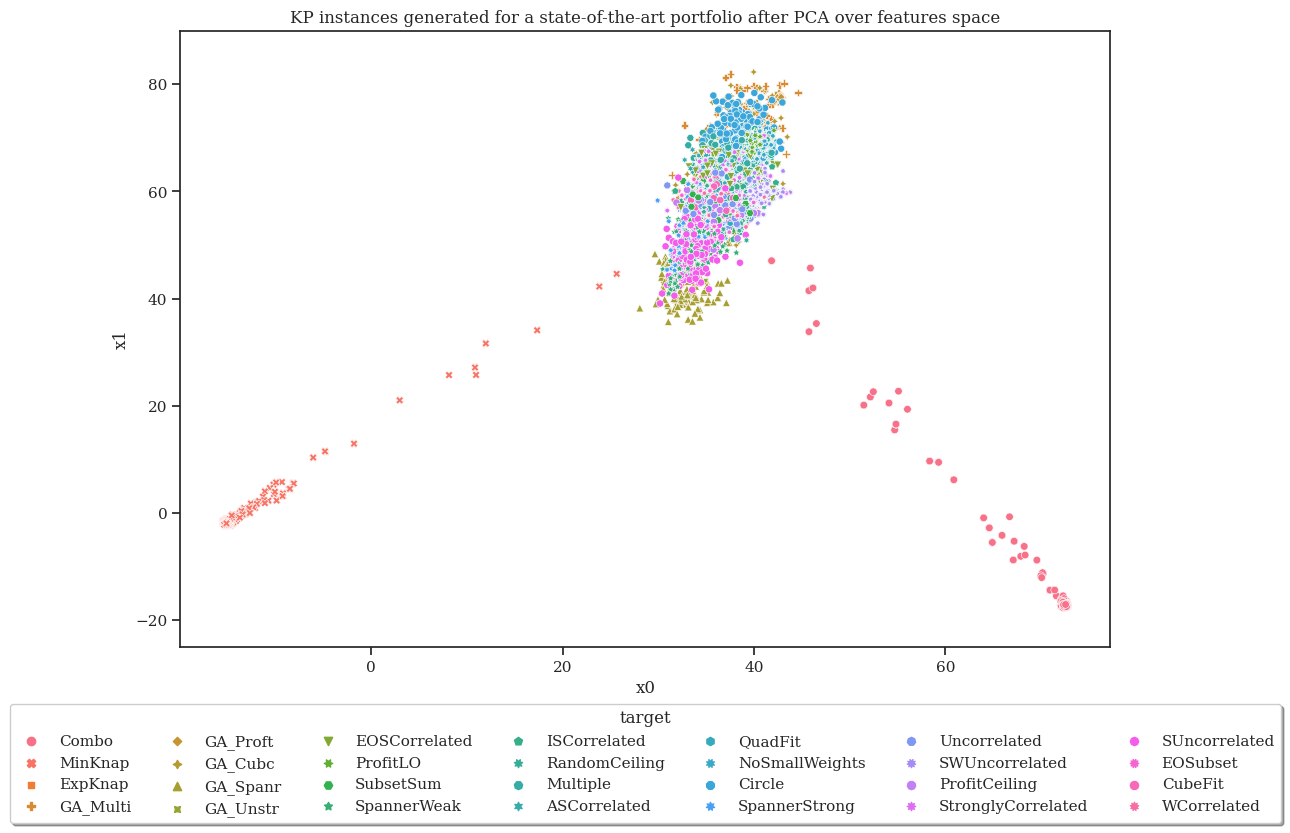 KP instances generated for a state-of-the-art portfolio after PCA over features space
80
60
40
20
0
−20
x1
0 20 40 60
x0
target
Combo GA_Proft EOSCorrelated ISCorrelated QuadFit Uncorrelated SUncorrelated
MinKnap GA_Cubc ProfitLO RandomCeiling NoSmallWeights SWUncorrelated EOSubset
ExpKnap GA_Spanr SubsetSum Multiple Circle ProfitCeiling CubeFit
GA_Multi GA_Unstr SpannerWeak ASCorrelated SpannerStrong StronglyCorrelated WCorrelated